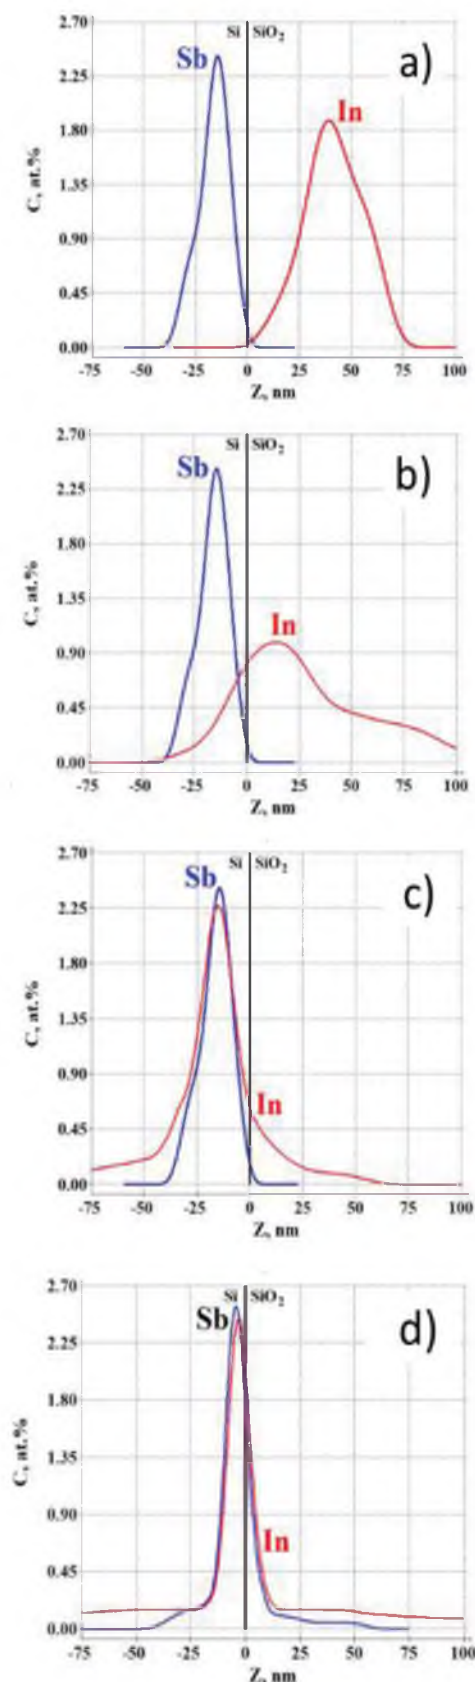 2.70
Si SiO2
Sb
a)
2.25
In
1.80
C, at.%
1.35
0.90
0.45
0.00
-75 -50 -25 0 25 50 75 100
Z, nm
2.70
Si SiO2
Sb
b)
2.25
1.80
C, at.%
1.35
In
0.90
0.45
0.00
-75 -50 -25 0 25 50 75 100
Z, nm
2.70
Si SiO2
Sb
c)
2.25
1.80
C, at.%
1.35
0.90
In
0.45
0.00
-75 -50 -25 0 25 50 75 100
Z, nm
2.70
Si SiO2
Sb
d)
2.25
1.80
C, at.%
1.35
0.90
In
0.45
0.00
-75 -50 -25 0 25 50 75 100
Z, nm